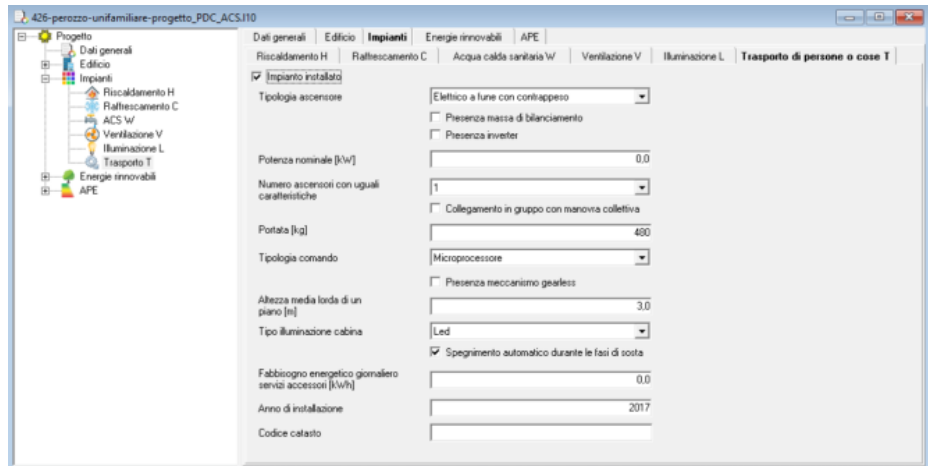 426-perozzo-unifamiliare-progetto_PDC_ACS.I10
Progetto
Dati generali
Edificio
Impianti
Riscaldamento H
Raffrescamento C
ACS W
Ventilazione V
Illuminazione L
Trasporto T
Energie rinnovabili
APE
Dati generali Edificio Impianti Energie rinnovabili APE
Riscaldamento H Raffrescamento C Acqua calda sanitaria W Ventilazione V Illuminazione L Trasporto di persone o cose T
Impianto installato
Tipologia ascensore Elettrico a fune con contrappeso
Presenza massa di bilanciamento
Presenza inverter
Potenza nominale [kW] 0,0
Numero ascensori con uguali
caratteristiche 1
Collegamento in gruppo con manovra collettiva
Portata [kg] 480
Tipologia comando Microprocessore
Presenza meccanismo gearless
Altezza media lorda di un
piano [m] 3,0
Tipo illuminazione cabina Led
Spegnimento automatico durante le fasi di sosta
Fabbisogno energetico giornaliero
servizi accessori [kWh] 0,0
Anno di installazione 2017
Codice catasto